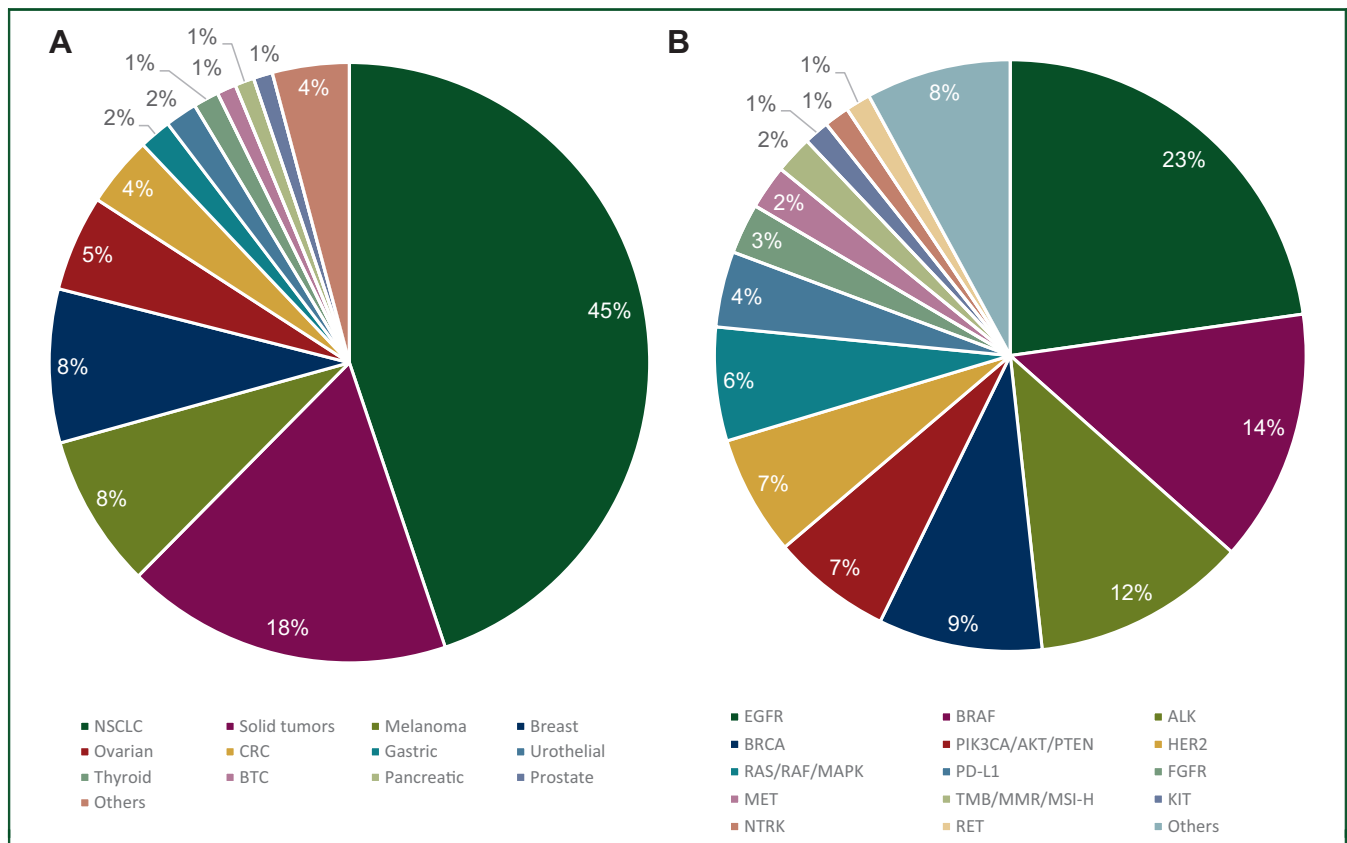 A
B
1%
1%
1%
1%
2%
2%
4%
4%
5%
8%
8%
18%
45%
1%
1%
1%
2%
2%
3%
4%
6%
7%
7%
9%
12%
14%
23%
8%
NSCLC Solid tumors Melanoma Breast
Ovarian CRC Gastric Urothelial
Thyroid BTC Pancreatic Prostate
Others
EGFR BRAF ALK
BRCA PIK3CA/AKT/PTEN HER2
RAS/RAF/MAPK PD-L1 FGFR
MET TMB/MMR/MSI-H KIT
NTRK RET Others